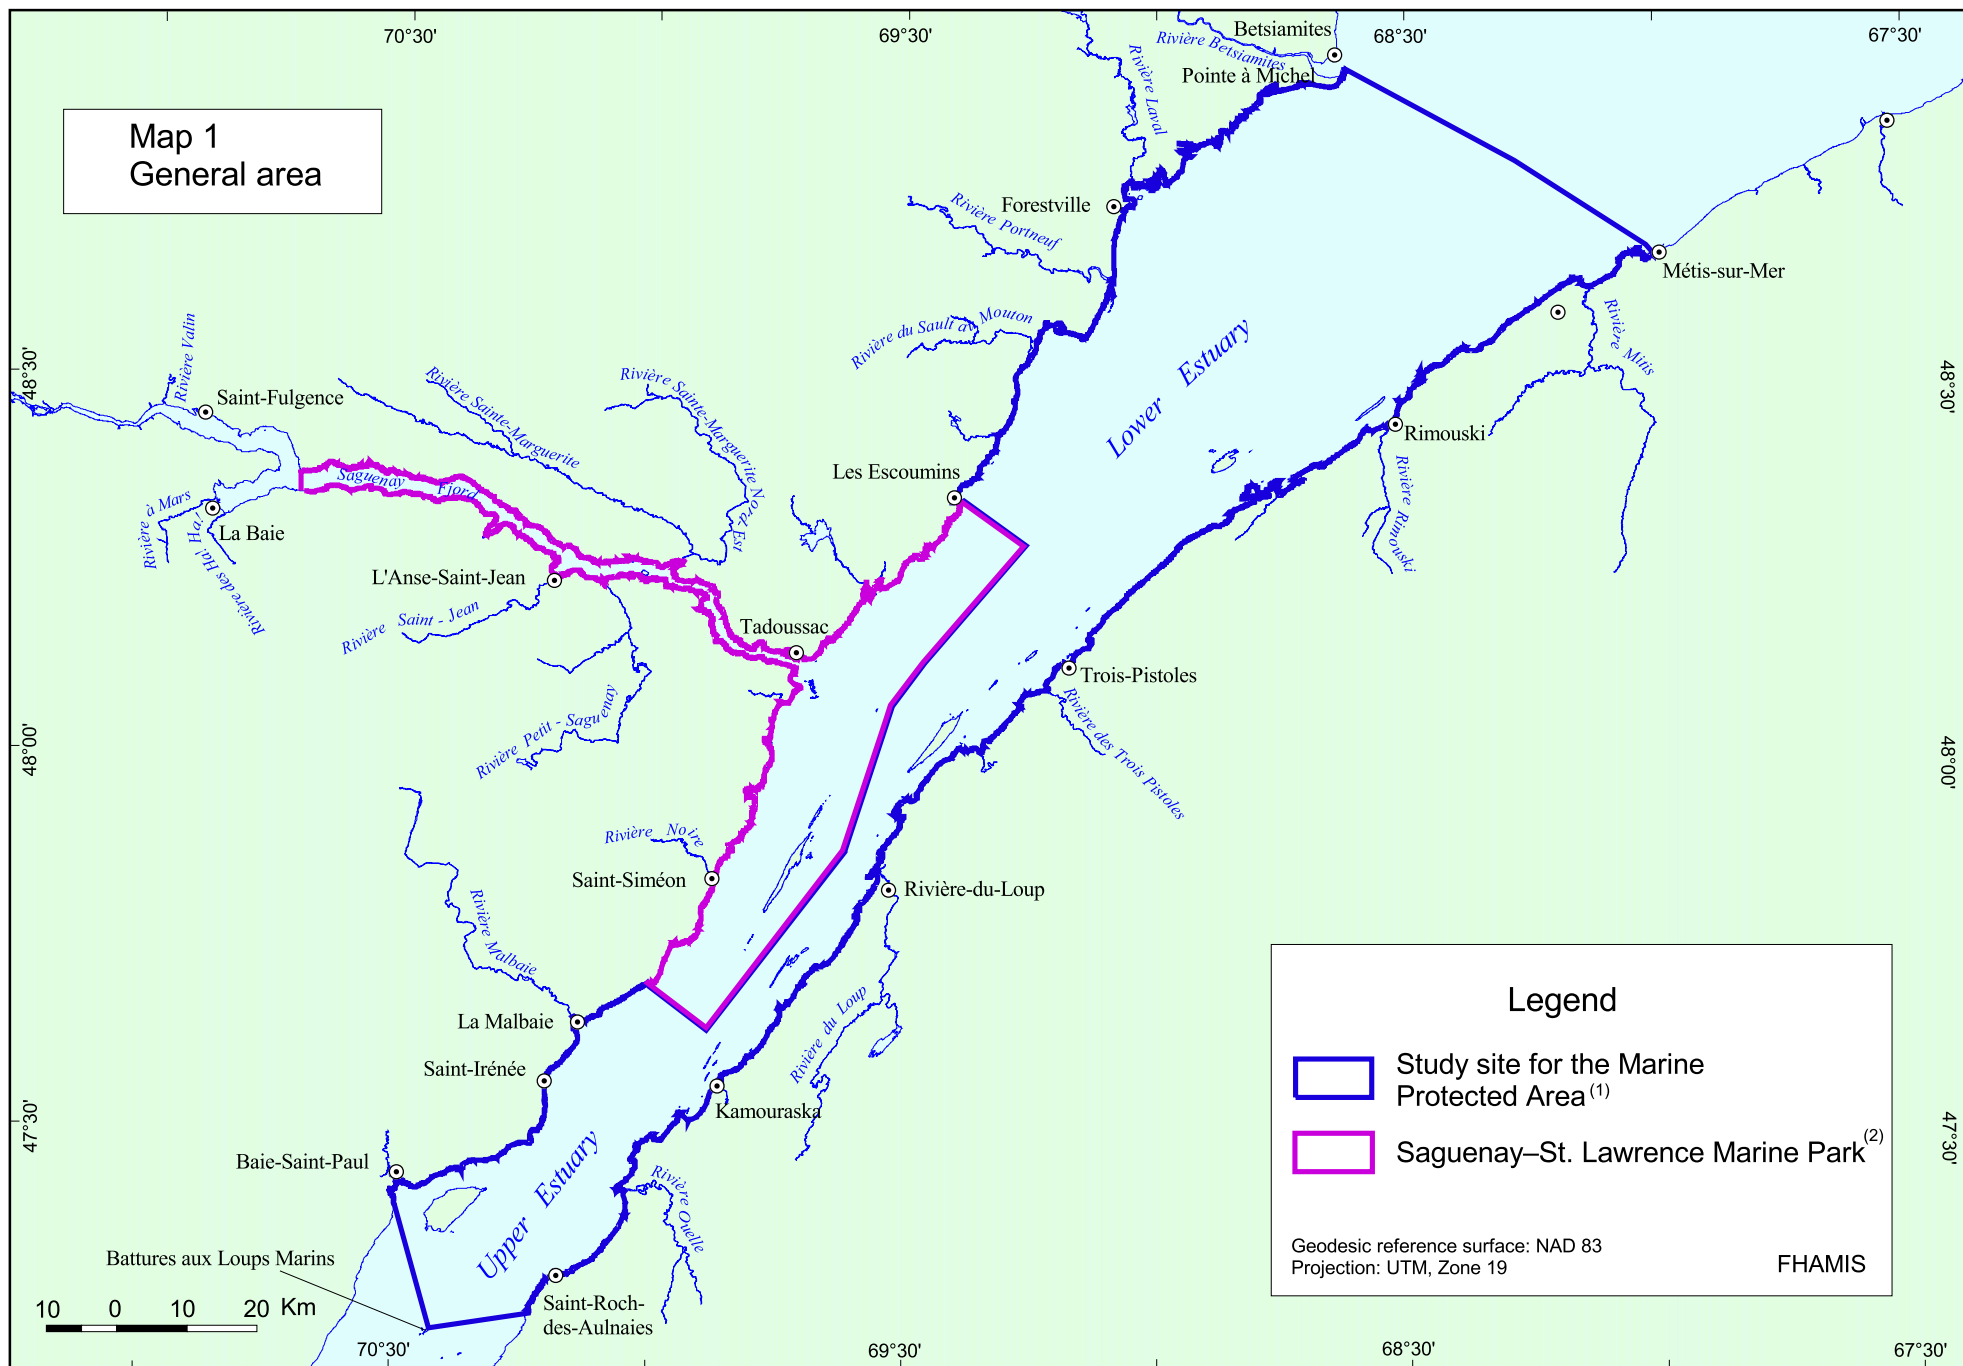 70°30'
69°30'
68°30'
67°30'
Betsiamites
Rivière Betsiamites
Pointe à Michel
Rivière Laval
Map 1
General area
Forestville
Rivière Portneuf
Métis-sur-Mer
Rivière du Sault au Mouton
Rivière Mitis
Lower Estuary
48°30'
48°30'
Rivière Valin
Saint-Fulgence
Rivière Sainte-Marguerite
Rivière Sainte-Marguerite Nord-Est
Rimouski
Rivière Rimouski
Les Escoumins
Saguenay Fjord
Rivière à Mars
La Baie
Rivière des Ha! Ha!
L'Anse-Saint-Jean
Rivière Saint-Jean
Tadoussac
Trois-Pistoles
Rivière des Trois Pistoles
Rivière Petit-Saguenay
48°00'
48°00'
Rivière Noire
Saint-Siméon
Rivière-du-Loup
Rivière Malbaie
La Malbaie
Rivière du Loup
Saint-Irénée
Kamouraska
47°30'
47°30'
Baie-Saint-Paul
Upper Estuary
Rivière Ouelle
Battures aux Loups Marins
Saint-Roch-
des-Aulnaies
Legend
Study site for the Marine
Protected Area (1)
Saguenay–St. Lawrence Marine Park (2)
Geodesic reference surface: NAD 83
Projection: UTM, Zone 19
FHAMIS
10 0 10 20 Km
70°30'
69°30'
68°30'
67°30'